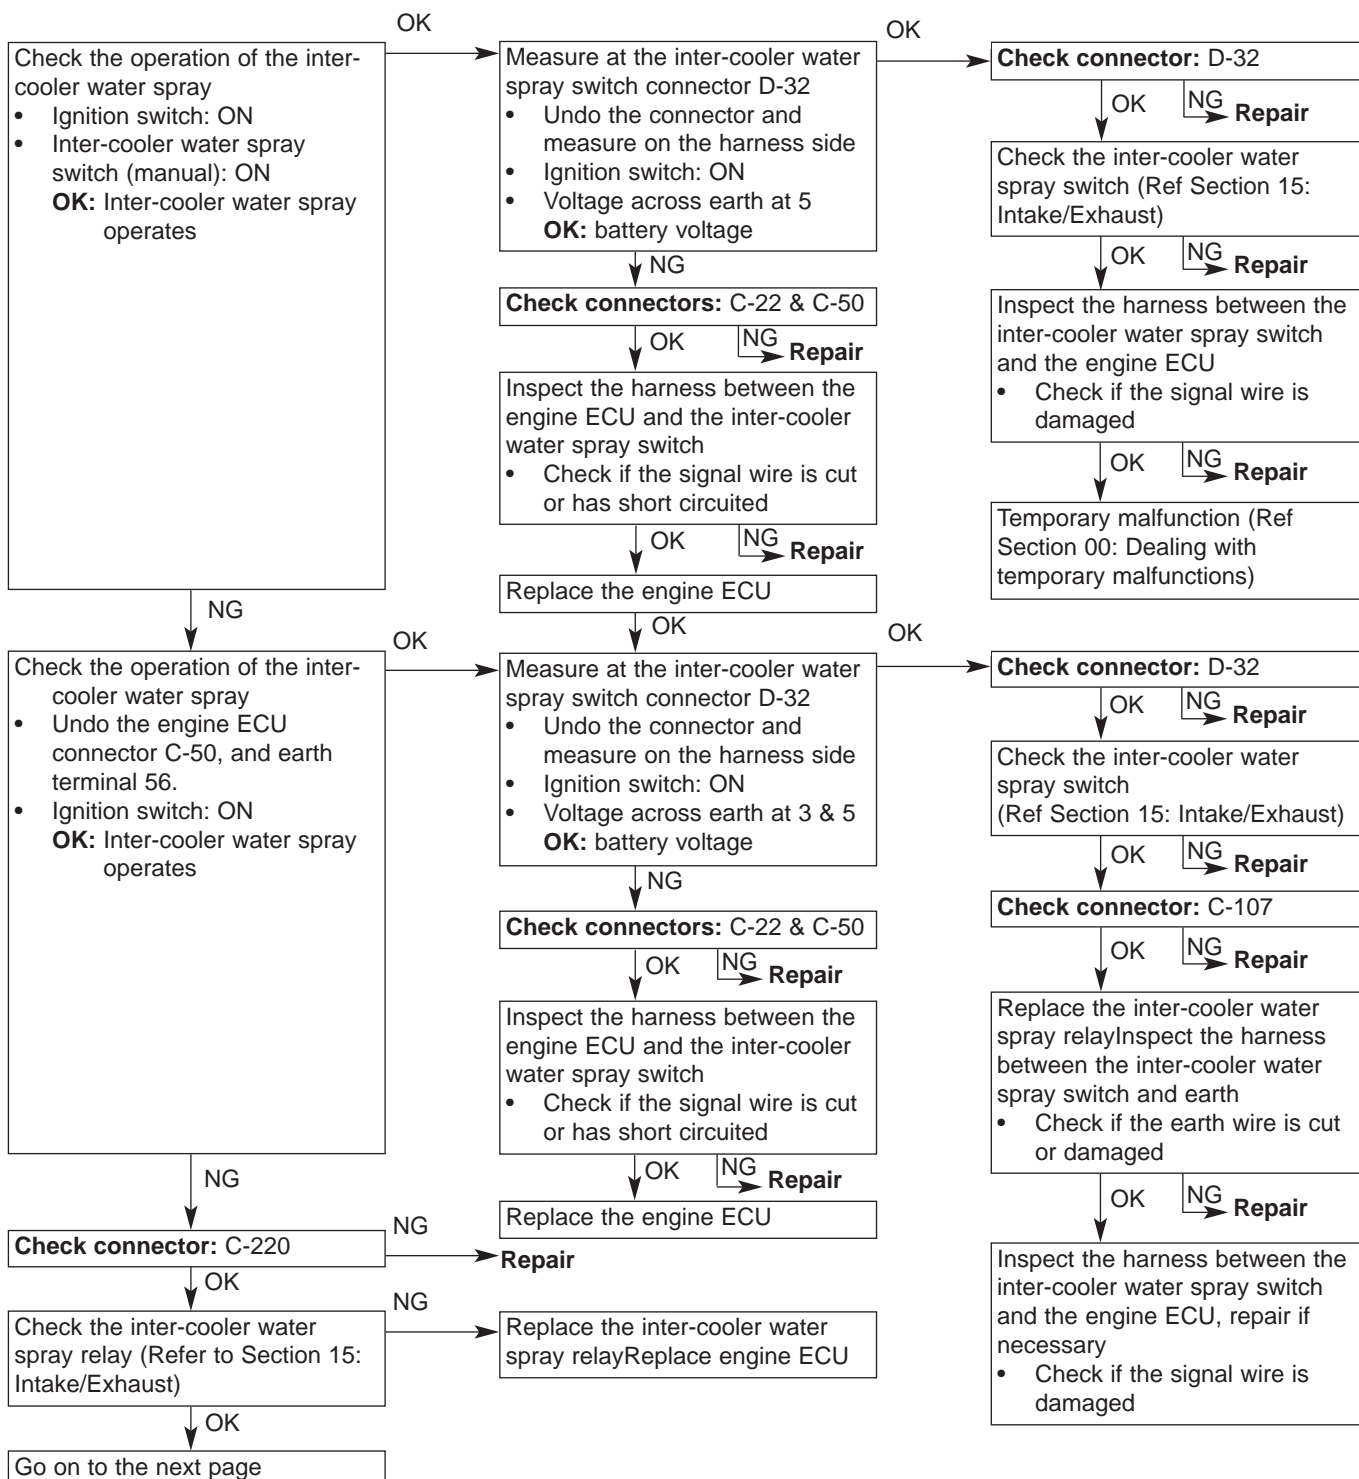 OK
Check the operation of the inter-
cooler water spray
• Ignition switch: ON
• Inter-cooler water spray
switch (manual): ON
OK: Inter-cooler water spray
operates
Measure at the inter-cooler water
spray switch connector D-32
• Undo the connector and
measure on the harness side
• Ignition switch: ON
• Voltage across earth at 5
OK: battery voltage
OK
Check connector: D-32
OK
NG
Repair
Check the inter-cooler water
spray switch (Ref Section 15:
Intake/Exhaust)
OK
NG
Repair
Inspect the harness between the
inter-cooler water spray switch
and the engine ECU
• Check if the signal wire is
damaged
OK
NG
Repair
Temporary malfunction (Ref
Section 00: Dealing with
temporary malfunctions)
NG
Check connectors: C-22 & C-50
OK
NG
Repair
Inspect the harness between the
engine ECU and the inter-cooler
water spray switch
• Check if the signal wire is cut
or has short circuited
OK
NG
Repair
Replace the engine ECU
OK
NG
Check the operation of the inter-
cooler water spray
• Undo the engine ECU
connector C-50, and earth
terminal 56.
• Ignition switch: ON
OK: Inter-cooler water spray
operates
OK
Measure at the inter-cooler water
spray switch connector D-32
• Undo the connector and
measure on the harness side
• Ignition switch: ON
• Voltage across earth at 3 & 5
OK: battery voltage
OK
Check connector: D-32
OK
NG
Repair
Check the inter-cooler water
spray switch
(Ref Section 15: Intake/Exhaust)
OK
NG
Repair
Check connector: C-107
OK
NG
Repair
Replace the inter-cooler water
spray relayInspect the harness
between the inter-cooler water
spray switch and earth
• Check if the earth wire is cut
or damaged
OK
NG
Repair
Inspect the harness between the
inter-cooler water spray switch
and the engine ECU, repair if
necessary
• Check if the signal wire is
damaged
NG
Check connectors: C-22 & C-50
OK
NG
Repair
Inspect the harness between the
engine ECU and the inter-cooler
water spray switch
• Check if the signal wire is cut
or has short circuited
OK
NG
Repair
Replace the engine ECU
NG
Check connector: C-220
NG
Repair
OK
Check the inter-cooler water
spray relay (Refer to Section 15:
Intake/Exhaust)
NG
Replace the inter-cooler water
spray relayReplace engine ECU
OK
Go on to the next page